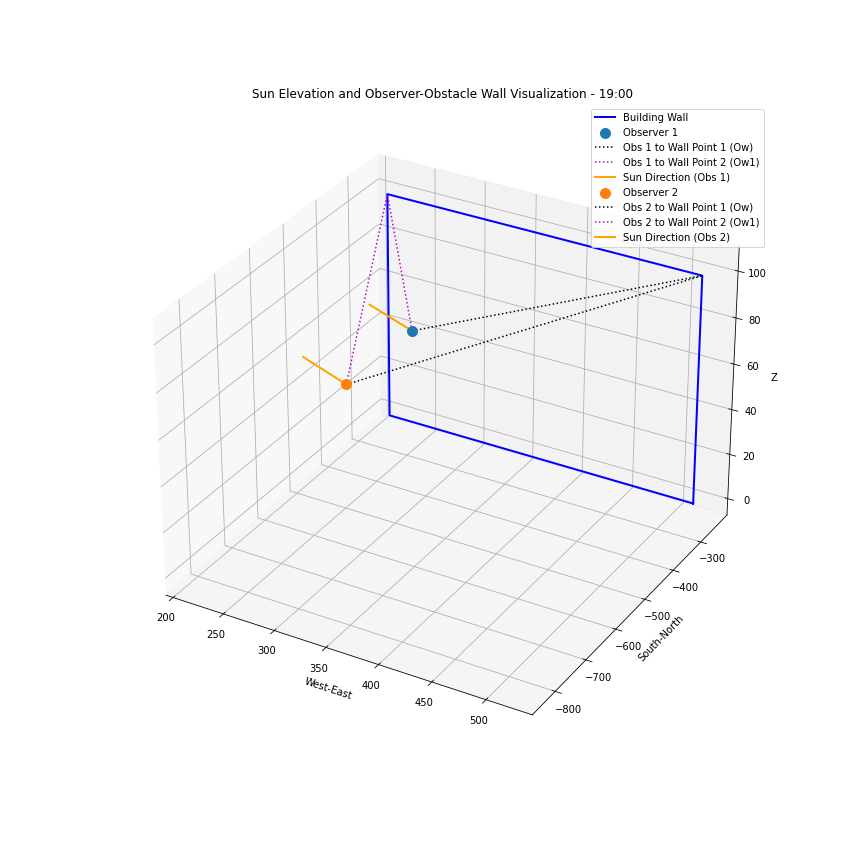 Sun Elevation and Observer-Obstacle Wall Visualization - 19:00
Building Wall
Observer 1
Obs 1 to Wall Point 1 (Ow)
Obs 1 to Wall Point 2 (Ow1)
Sun Direction (Obs 1)
Observer 2
Obs 2 to Wall Point 1 (Ow)
Obs 2 to Wall Point 2 (Ow1)
Sun Direction (Obs 2)
100
80
60
Z
40
20
0
−300
−400
−500
−600
−700
−800
South-North
200
250
300
350
400
450
500
West-East